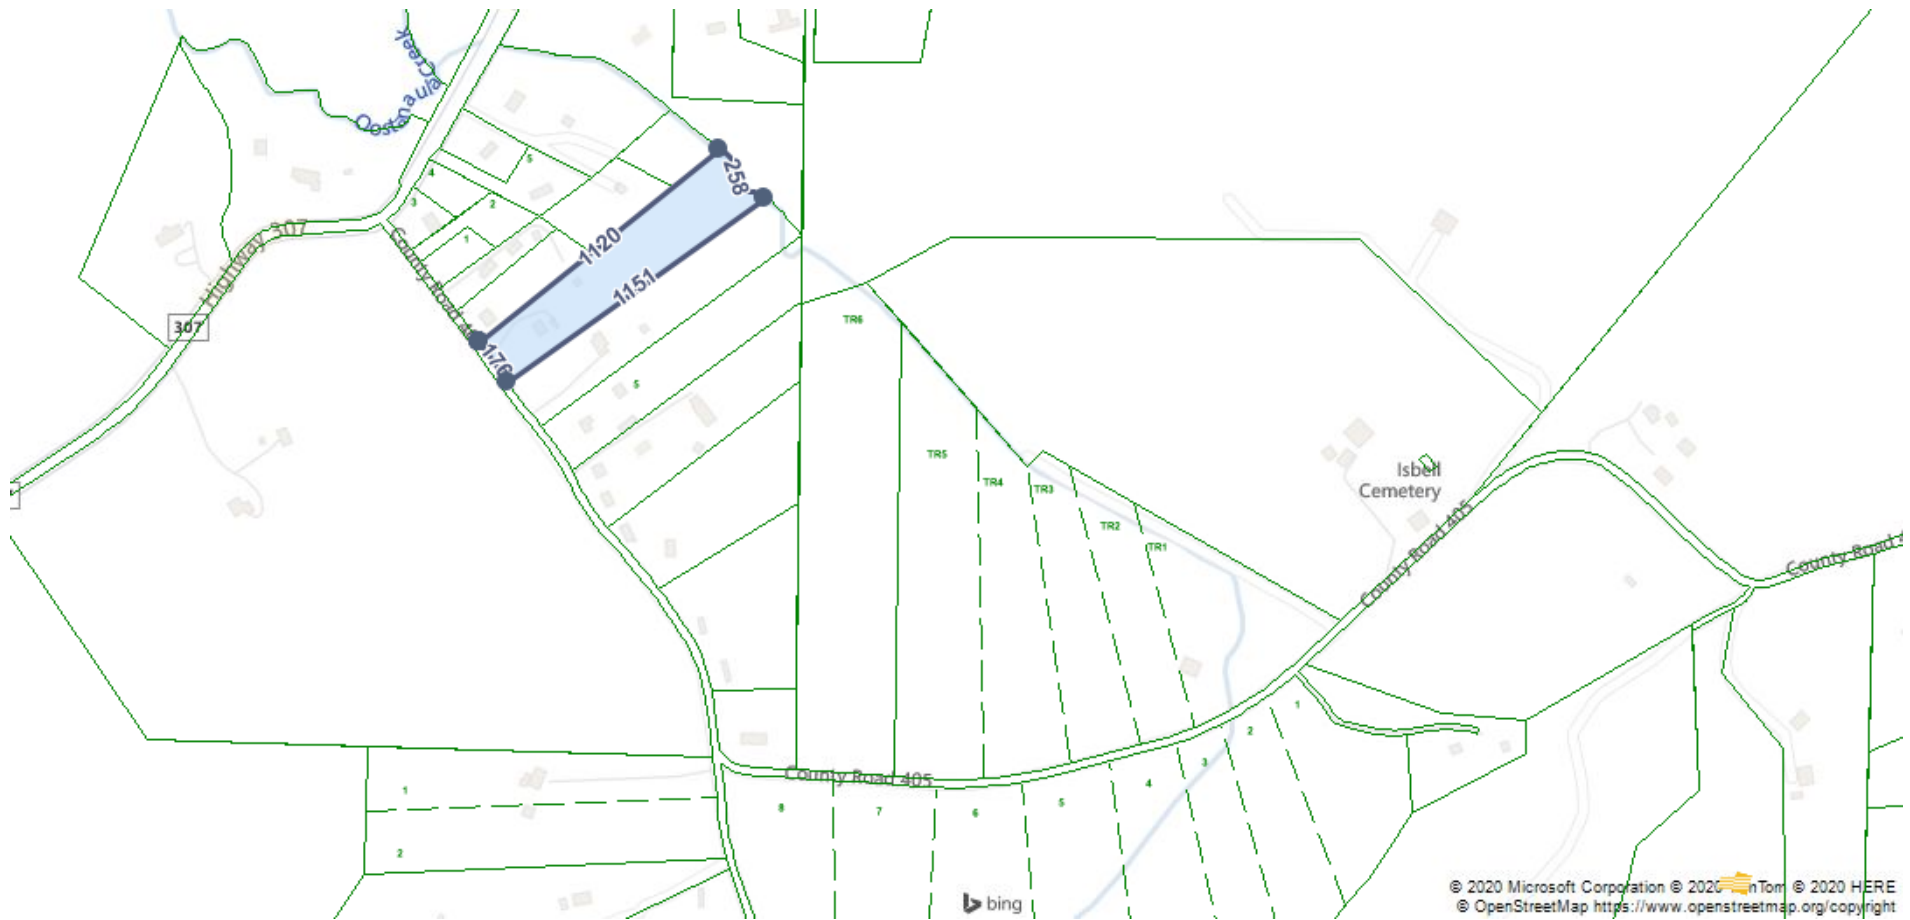 Oostanaula Creek
258
5
4
3
2
1
1120
1151
Highway 307
County Road 4
307
176
TR6
5
TR5
TR4
TR3
TR2
TR1
Isbell
Cemetery
County Road 405
County Road 4
1
2
3
4
5
6
7
8
County Road 405
1
2
bing
© 2020 Microsoft Corporation © 2020 TomTom © 2020 HERE
© OpenStreetMap https://www.openstreetmap.org/copyright